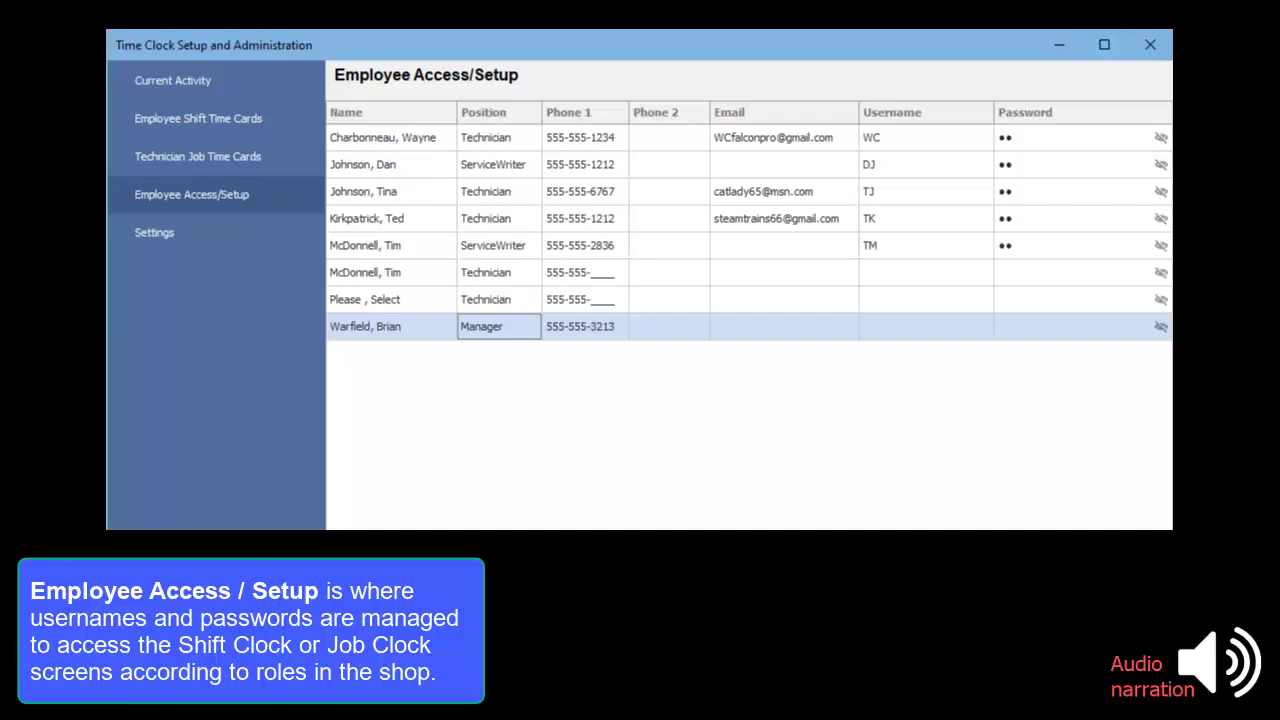 Time Clock Setup and Administration
Current Activity
Employee Shift Time Cards
Technician Job Time Cards
Employee Access/Setup
Settings
Employee Access/Setup
Name Position Phone 1 Phone 2 Email Username Password
Charbonneau, Wayne Technician 555-555-1234 WCfalconpro@gmail.com WC ••
Johnson, Dan ServiceWriter 555-555-1212 DJ ••
Johnson, Tina Technician 555-555-6767 catlady65@msn.com TJ ••
Kirkpatrick, Ted Technician 555-555-1212 steamtrains66@gmail.com TK ••
McDonnell, Tim ServiceWriter 555-555-2836 TM ••
McDonnell, Tim Technician 555-555-____
Please , Select Technician 555-555-____
Warfield, Brian Manager 555-555-3213
Employee Access / Setup is where
usernames and passwords are managed
to access the Shift Clock or Job Clock
screens according to roles in the shop.
Audio
narration